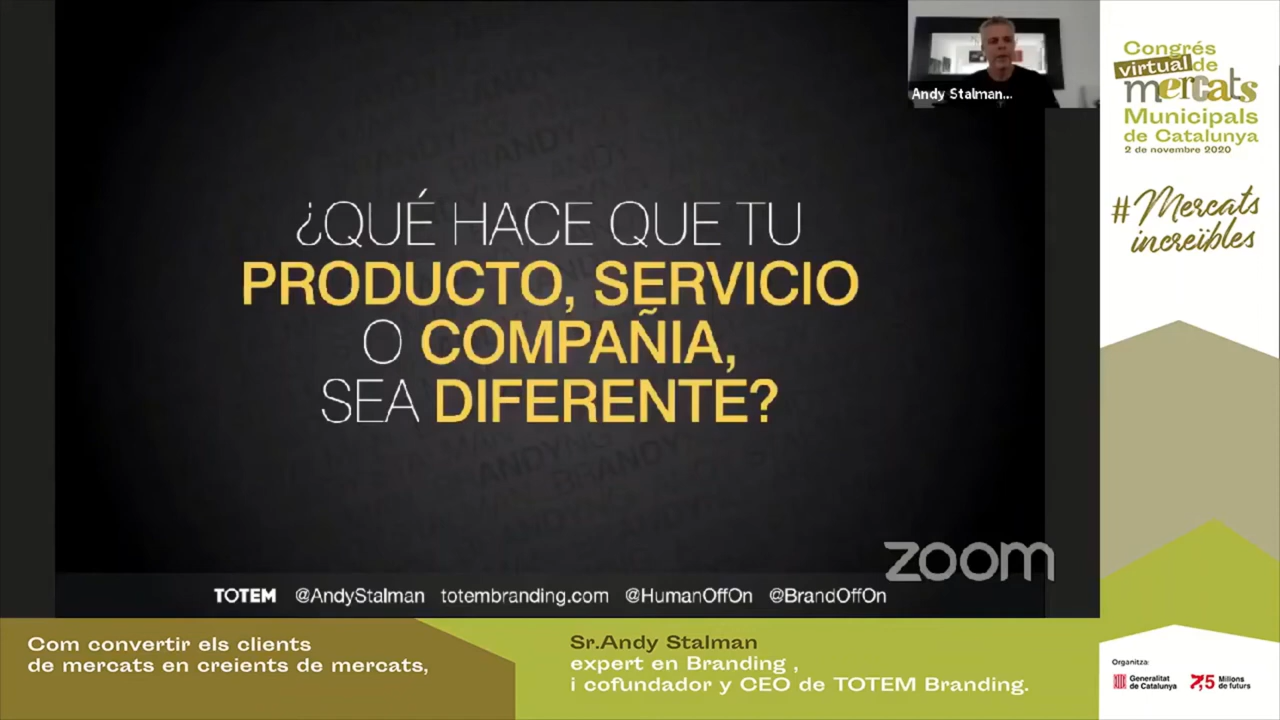 ¿QUÉ HACE QUE TU
PRODUCTO, SERVICIO
O COMPAÑIA,
SEA DIFERENTE?
TOTEM @AndyStalman totembranding.com @HumanOffOn @BrandOffOn
zoom
Andy Stalman...
Congrés
virtual de
mercats
Municipals
de Catalunya
2 de novembre 2020
#Mercats
increïbles
Com convertir els clients
de mercats en creients de mercats,
Sr.Andy Stalman
expert en Branding ,
i cofundador y CEO de TOTEM Branding.
Organitza:
Generalitat
de Catalunya
7,5 Milions
de futurs